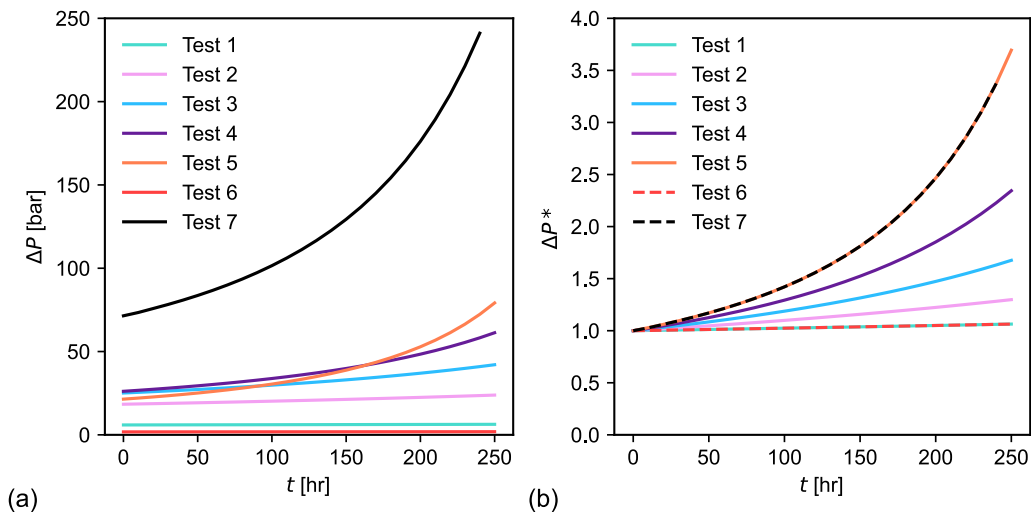 250
200
150
100
50
0
ΔP [bar]
Test 1
Test 2
Test 3
Test 4
Test 5
Test 6
Test 7
0 50 100 150 200 250
t [hr]
(a)
4.0
3.5
3.0
2.5
2.0
1.5
1.0
0.5
0.0
ΔP*
Test 1
Test 2
Test 3
Test 4
Test 5
Test 6
Test 7
0 50 100 150 200 250
t [hr]
(b)